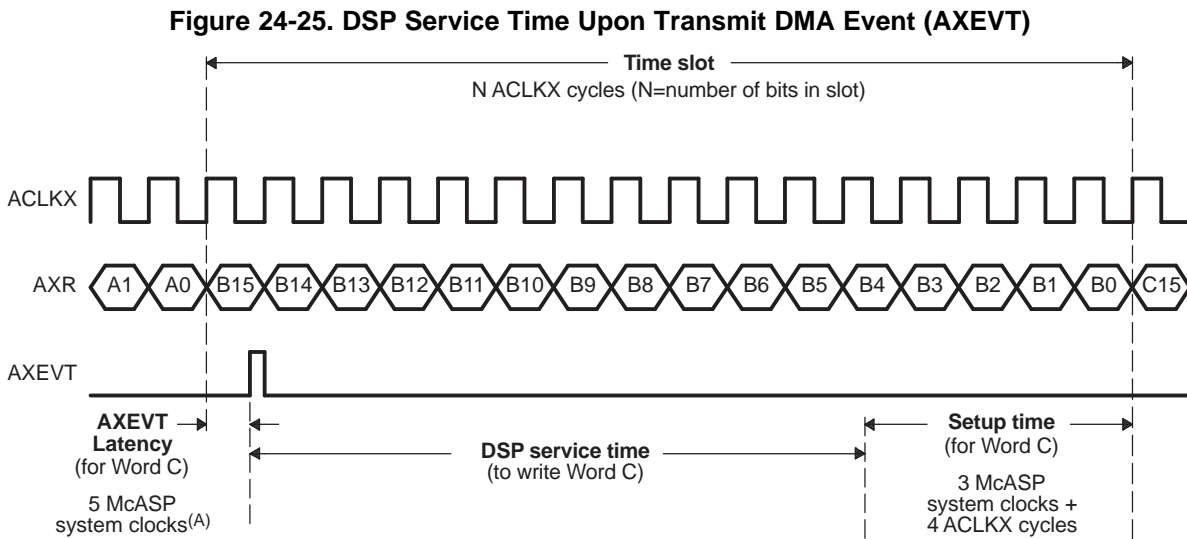 Figure 24-25. DSP Service Time Upon Transmit DMA Event (AXEVT)
Time slot
N ACLKX cycles (N=number of bits in slot)
ACLKX
AXR A1 A0 B15 B14 B13 B12 B11 B10 B9 B8 B7 B6 B5 B4 B3 B2 B1 B0 C15
AXEVT
AXEVT
Latency
(for Word C)
5 McASP
system clocks(A)
DSP service time
(to write Word C)
Setup time
(for Word C)
3 McASP
system clocks +
4 ACLKX cycles